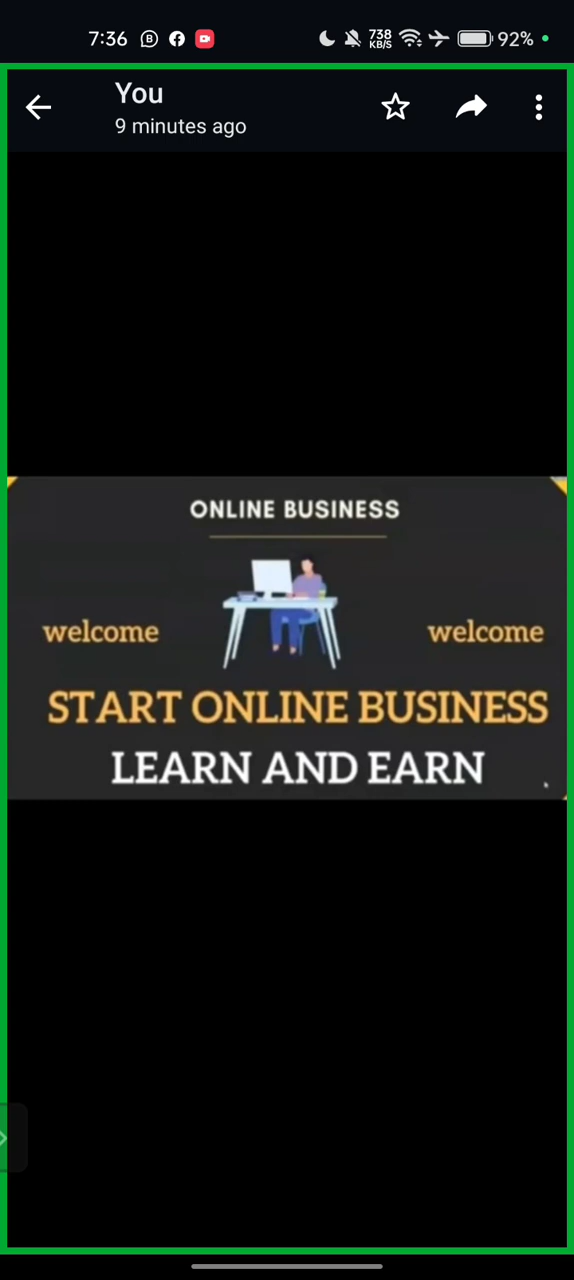 7:36 B 738 KB/S 92%
You
9 minutes ago
ONLINE BUSINESS
welcome welcome
START ONLINE BUSINESS
LEARN AND EARN